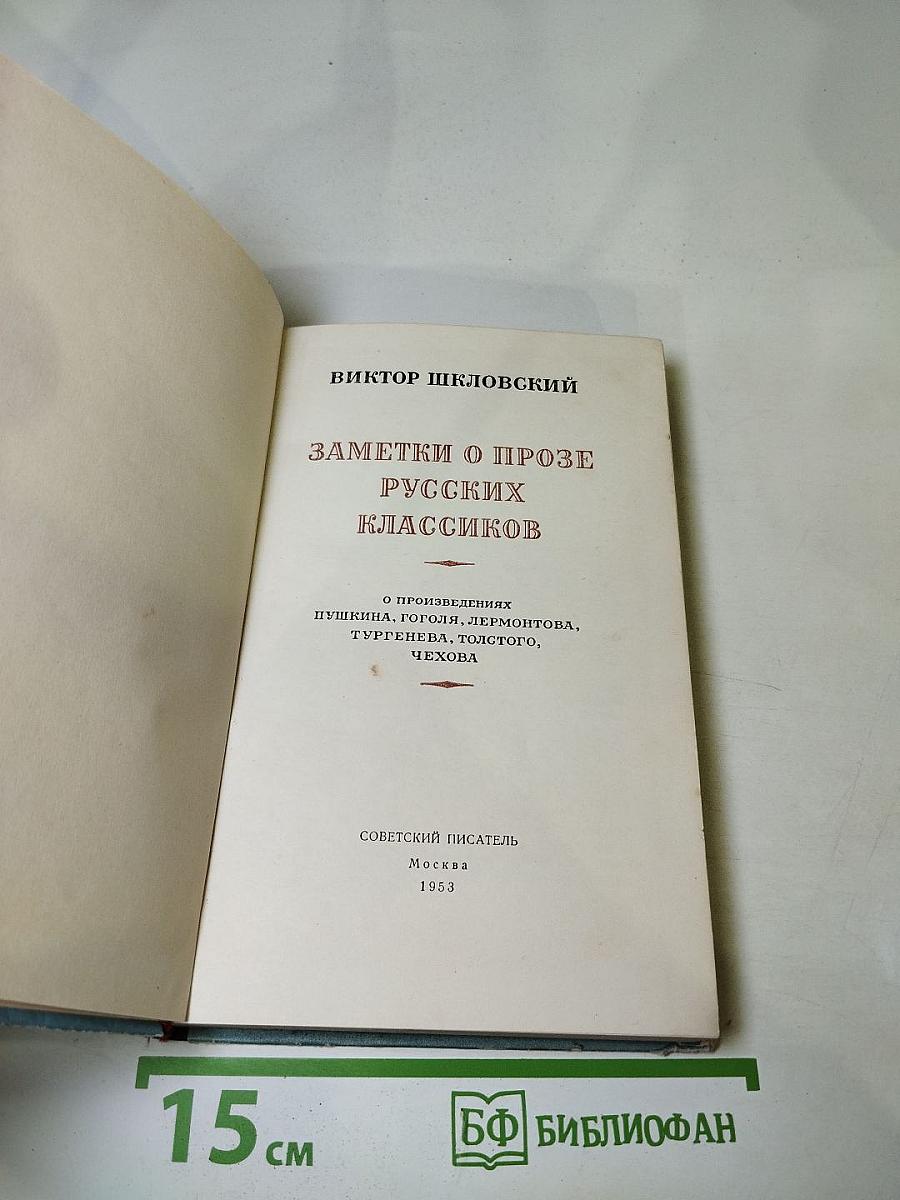 ВИКТОР ШКЛОВСКИЙ
ЗАМЕТКИ О ПРОЗЕ
РУССКИХ
КЛАССИКОВ
О ПРОИЗВЕДЕНИЯХ
ПУШКИНА, ГОГОЛЯ, ЛЕРМОНТОВА,
ТУРГЕНЕВА, ТОЛСТОГО,
ЧЕХОВА
СОВЕТСКИЙ ПИСАТЕЛЬ
Москва
1953
15 см
БФ БИБЛИОФАН